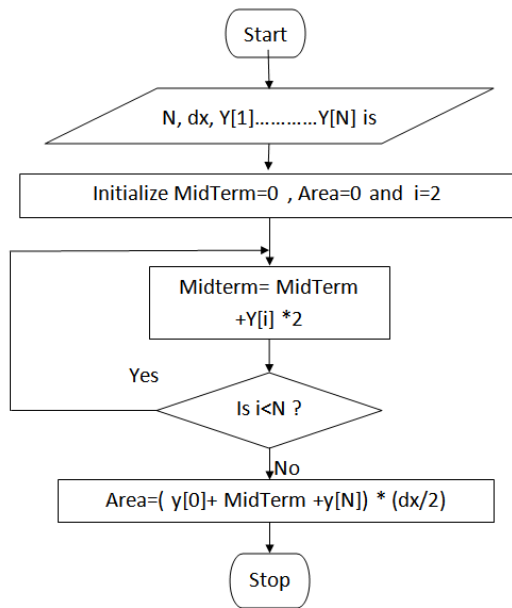 Start
N, dx, Y[1]............Y[N] is
Initialize MidTerm=0 , Area=0 and i=2
Midterm= MidTerm
+Y[i] *2
Yes
Is i<N ?
No
Area=( y[0]+ MidTerm +y[N]) * (dx/2)
Stop